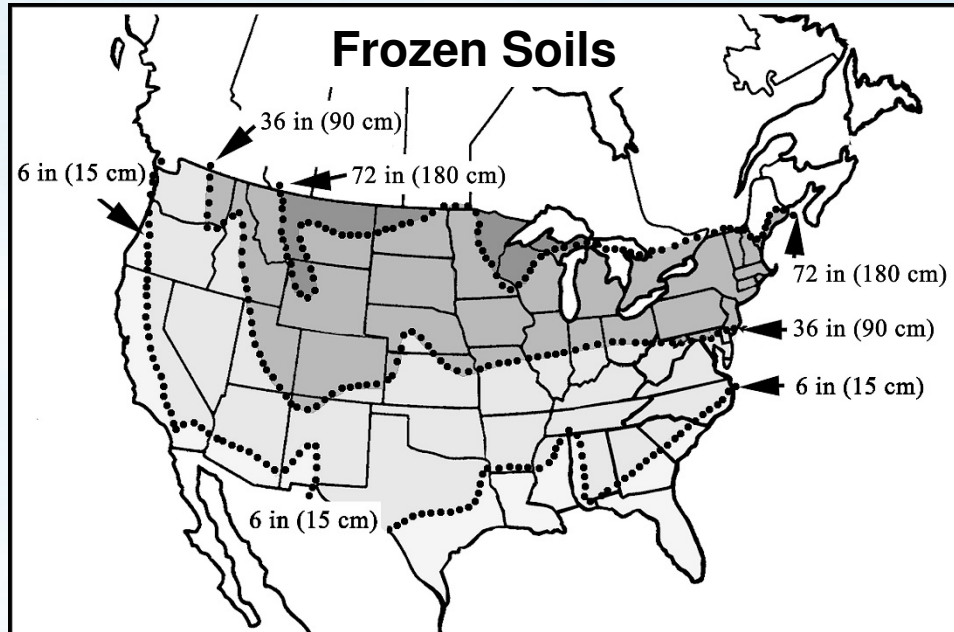 Frozen Soils
36 in (90 cm)
6 in (15 cm)
72 in (180 cm)
72 in (180 cm)
36 in (90 cm)
6 in (15 cm)
6 in (15 cm)